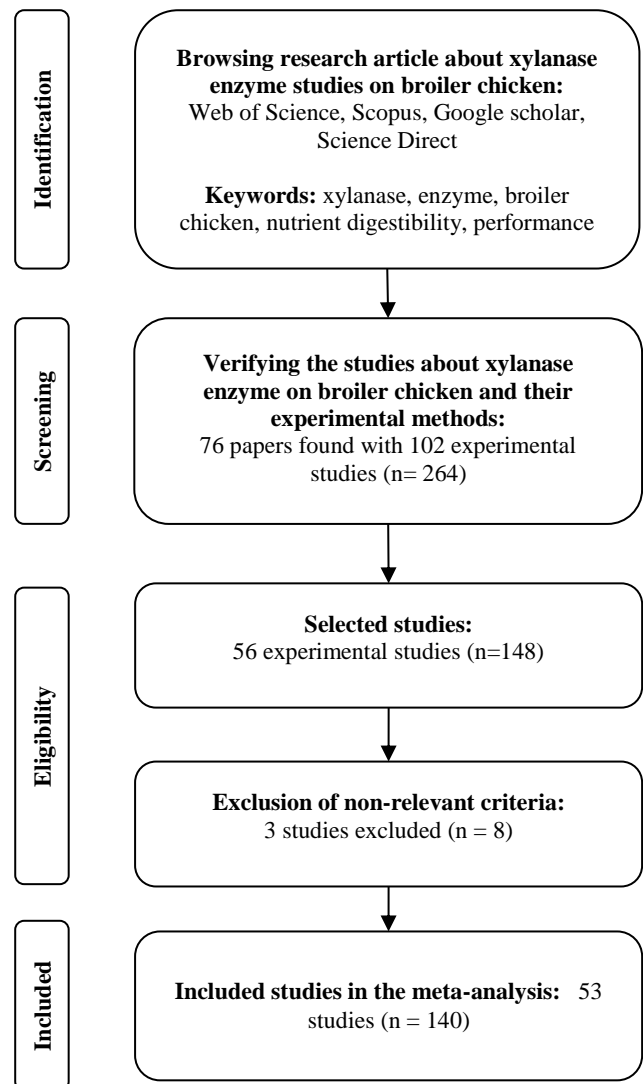 Identification
Browsing research article about xylanase
enzyme studies on broiler chicken:
Web of Science, Scopus, Google scholar,
Science Direct
Keywords: xylanase, enzyme, broiler
chicken, nutrient digestibility, performance
Screening
Verifying the studies about xylanase
enzyme on broiler chicken and their
experimental methods:
76 papers found with 102 experimental
studies (n= 264)
Eligibility
Selected studies:
56 experimental studies (n=148)
Exclusion of non-relevant criteria:
3 studies excluded (n = 8)
Included
Included studies in the meta-analysis: 53
studies (n = 140)